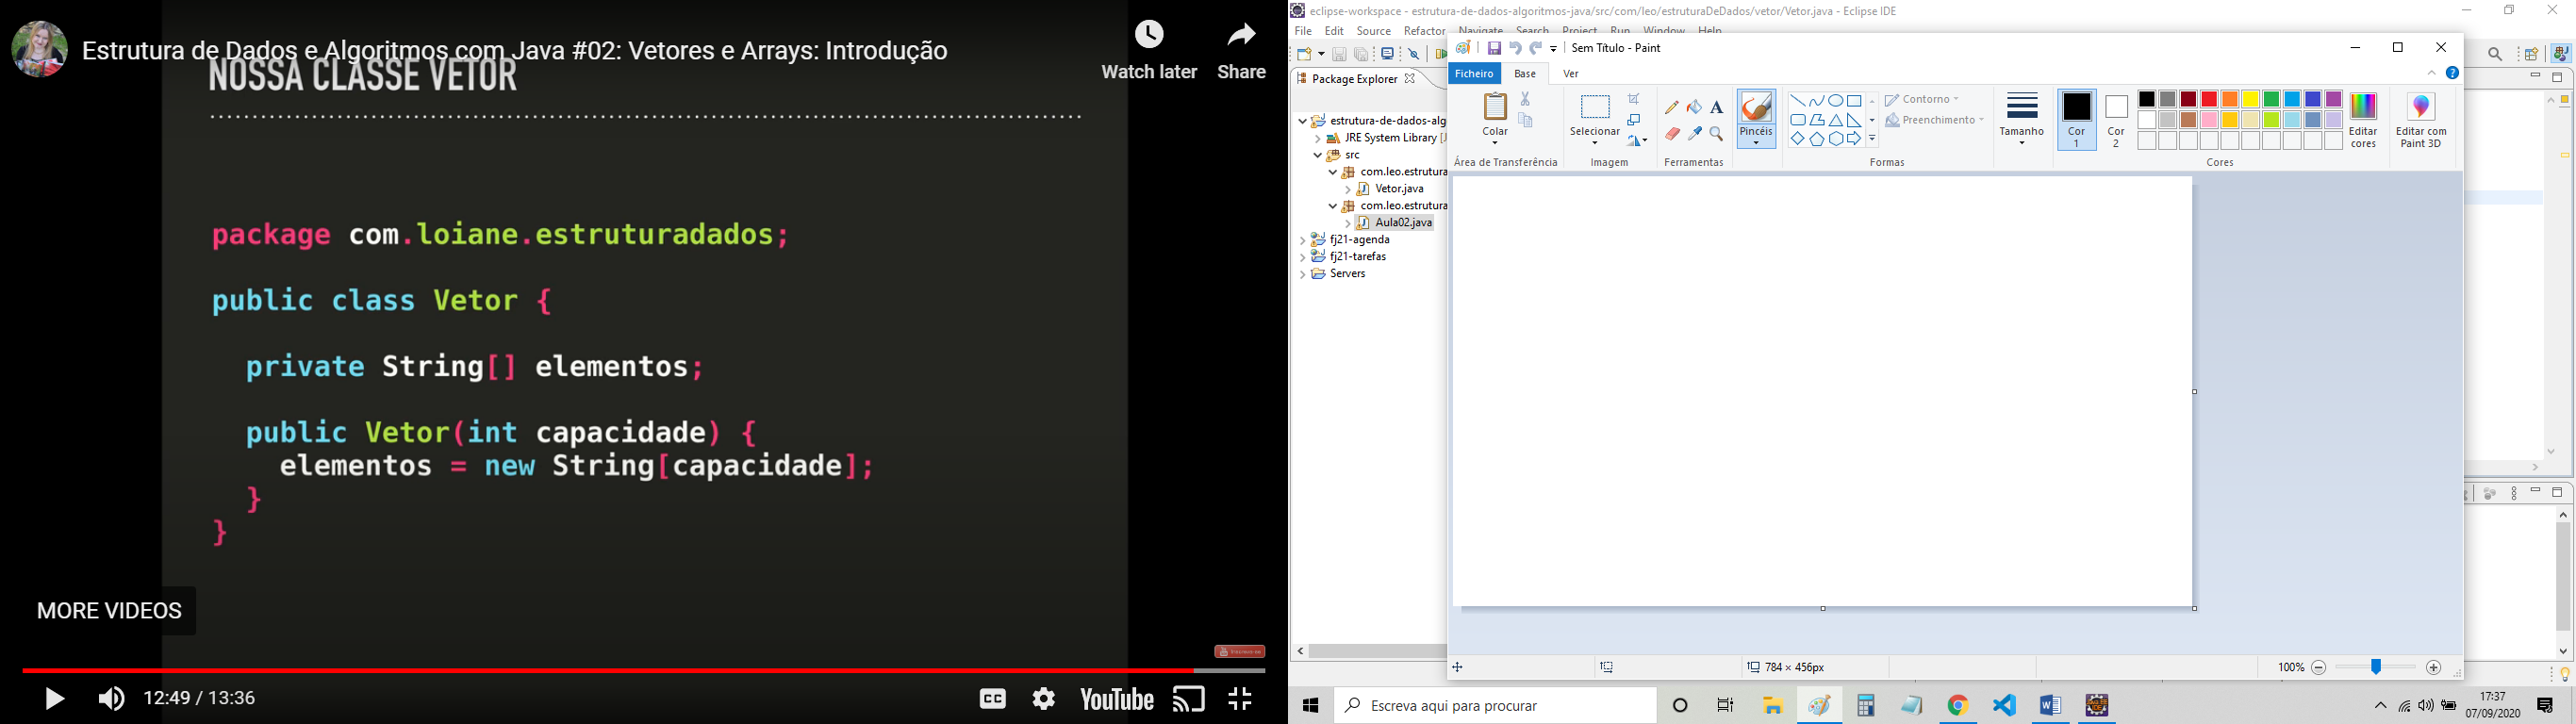 Estrutura de Dados e Algoritmos com Java #02: Vetores e Arrays: Introdução
Watch later
Share
NOSSA CLASSE VETOR
package com.loiane.estruturadados;
public class Vetor {
private String[] elementos;
public Vetor(int capacidade) {
elementos = new String[capacidade];
}
}
MORE VIDEOS
12:49 / 13:36
CC
YouTube
eclipse-workspace - estrutura-de-dados-algoritmos-java/src/com/leo/estruturaDeDados/vetor/Vetor.java - Eclipse IDE
File Edit Source Refactor Navigate Search Project Run Window Help
Package Explorer
estrutura-de-dados-alg
JRE System Library
src
com.leo.estrutura
Vetor.java
com.leo.estrutura
Aula02.java
fj21-agenda
fj21-tarefas
Servers
Sem Título - Paint
Ficheiro Base Ver
Colar
Área de Transferência
Selecionar
Imagem
Ferramentas
Pincéis
Contorno
Preenchimento
Formas
Tamanho
Cor 1
Cor 2
Cores
Editar cores
Editar com Paint 3D
784 × 456px
100%
Escreva aqui para procurar
17:37
07/09/2020